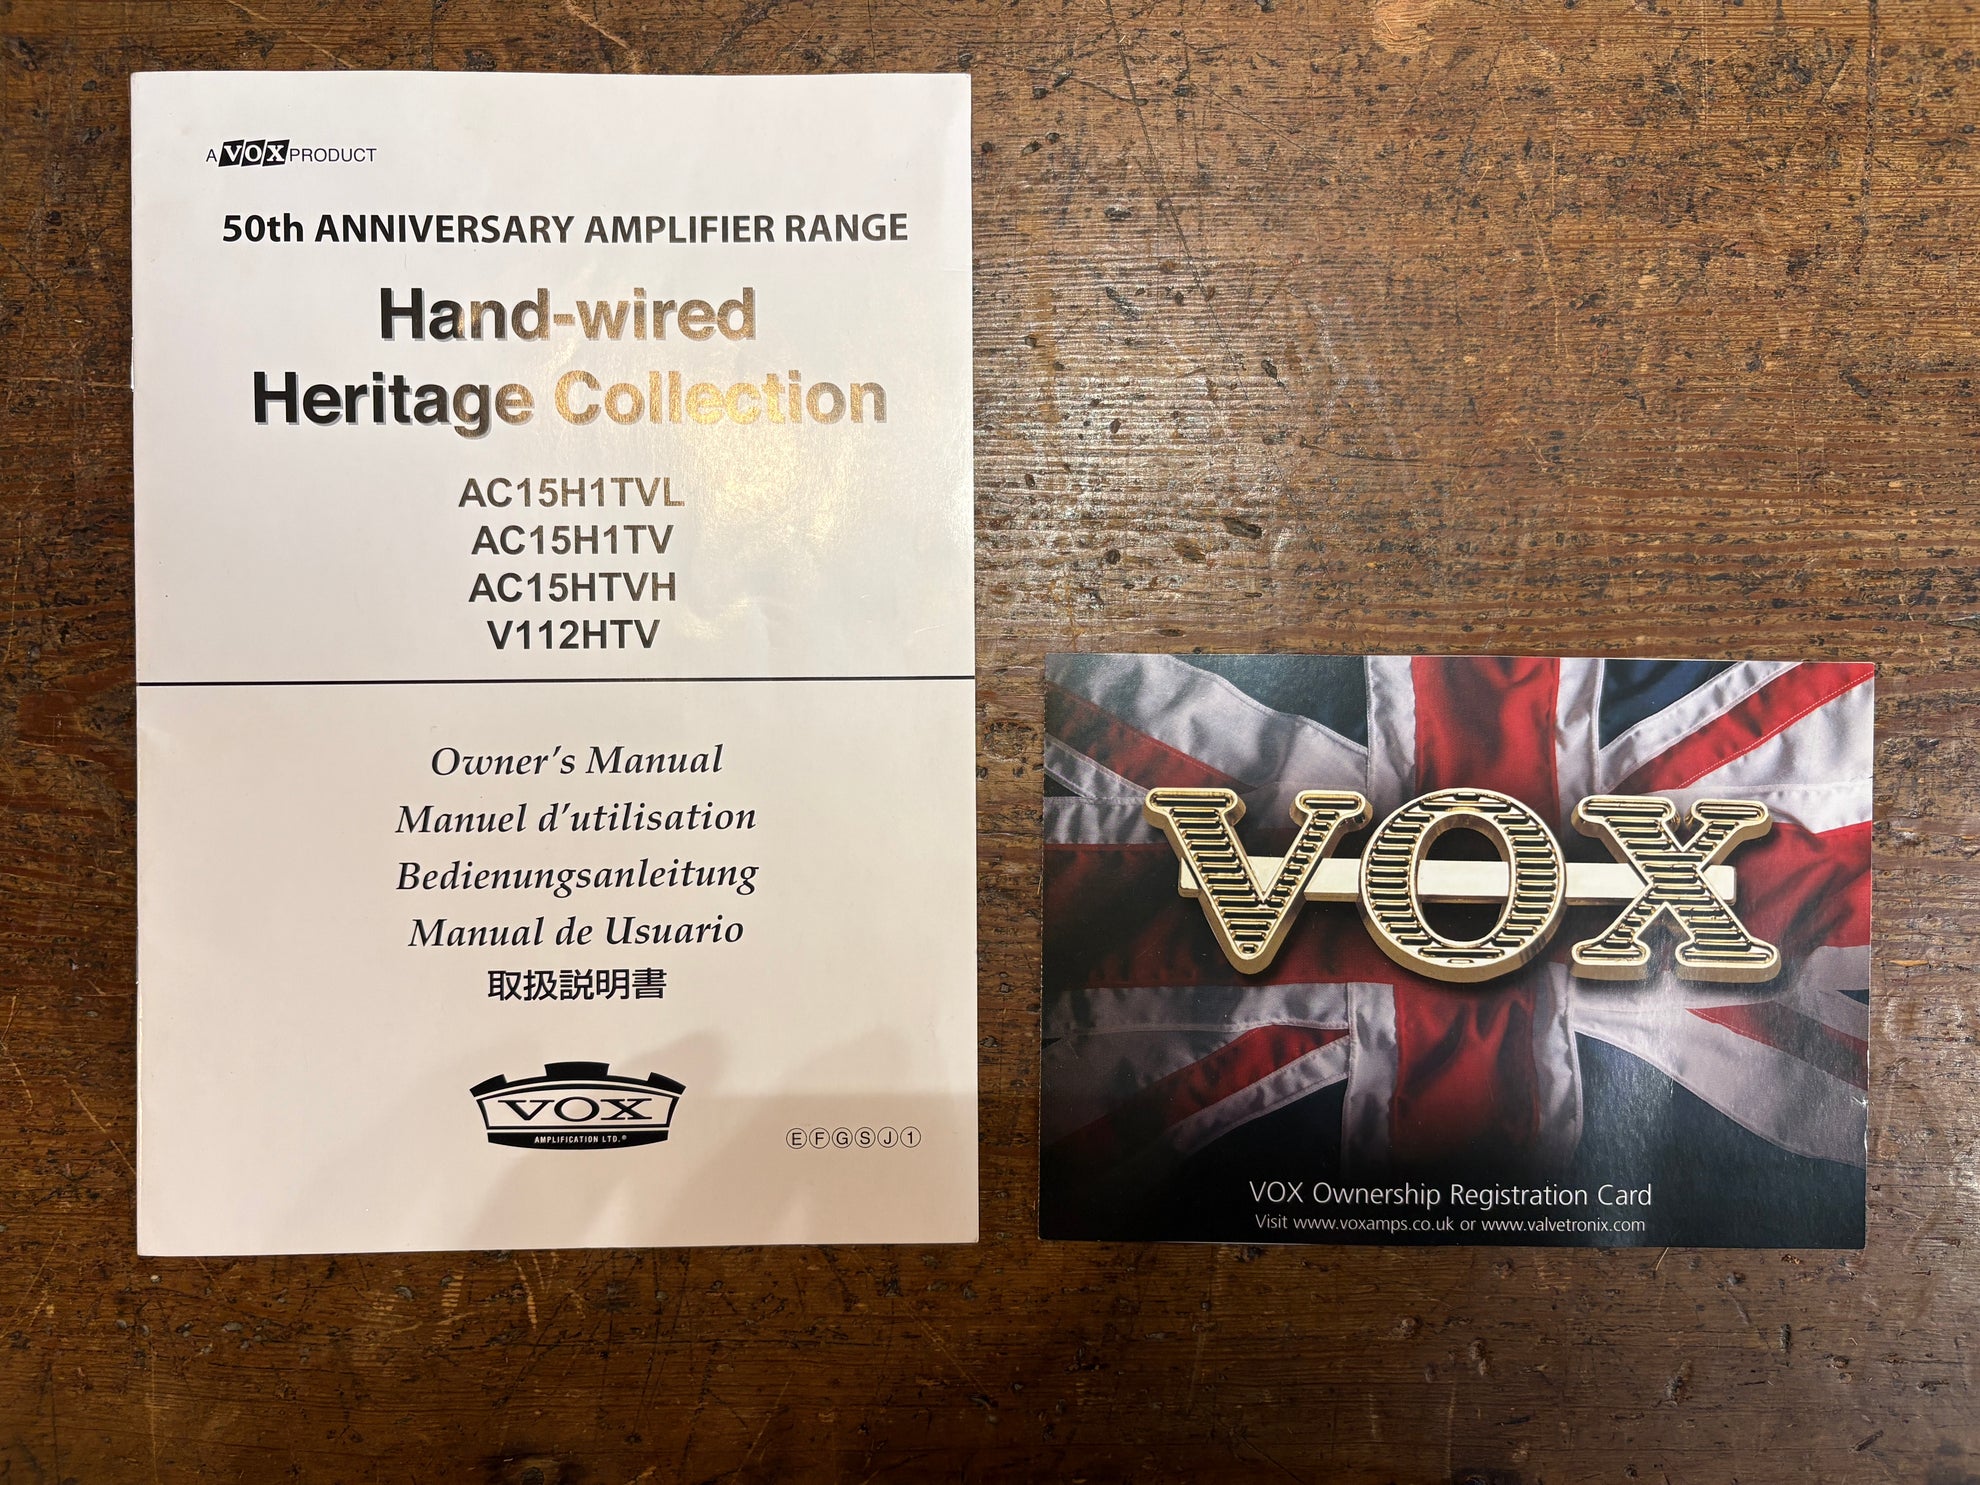 A VOX PRODUCT
50th ANNIVERSARY AMPLIFIER RANGE
Hand-wired
Heritage Collection
AC15H1TVL
AC15H1TV
AC15HTVH
V112HTV
Owner's Manual
Manuel d'utilisation
Bedienungsanleitung
Manual de Usuario
取扱説明書
VOX
AMPLIFICATION LTD.®
ⒺⒻⒼⓈⒿ①
VOX
VOX Ownership Registration Card
Visit www.voxamps.co.uk or www.valvetronix.com